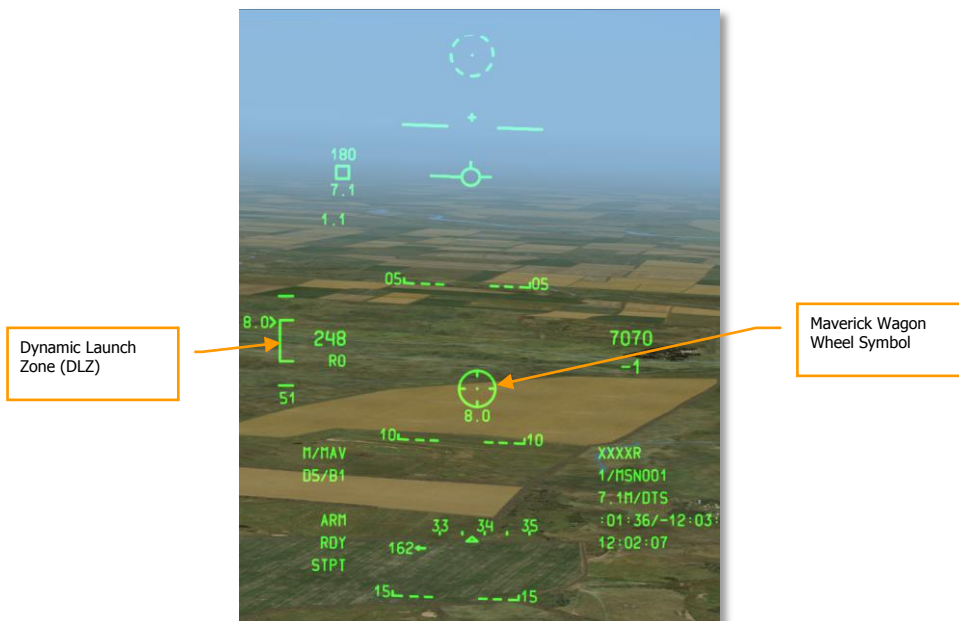 180
7.1
1.1
05 05
8.0>
248
7070
RO
-1
51
8.0
10 10
M/MAV
XXXXR
D5/B1
1/MSN001
7.1M/DTS
ARM
33 34 35
:01:36/-12:03:
RDY
162
12:02:07
STPT
15 15
Dynamic Launch
Zone (DLZ)
Maverick Wagon
Wheel Symbol